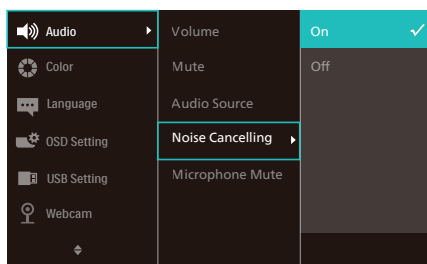 Audio
Color
Language
OSD Setting
USB Setting
Webcam
Volume
Mute
Audio Source
Noise Cancelling
Microphone Mute
On
Off